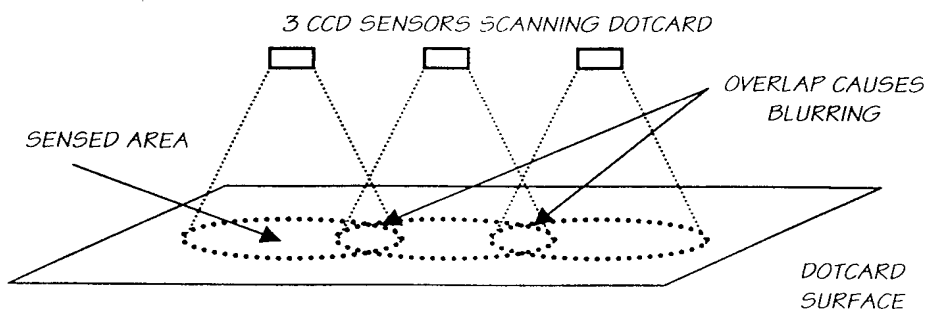 3 CCD SENSORS SCANNING DOTCARD
OVERLAP CAUSES
BLURRING
SENSED AREA
DOTCARD
SURFACE